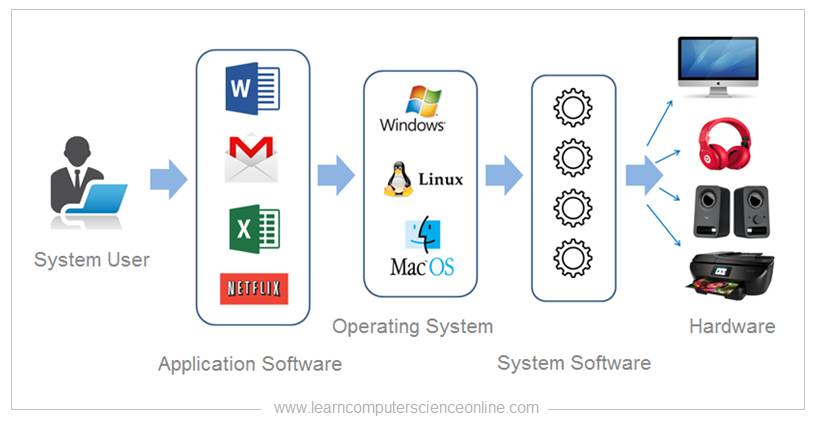 W
X
NETFLIX
Windows
Linux
Mac OS
System User
Application Software
Operating System
System Software
Hardware
www.learncomputerscienceonline.com